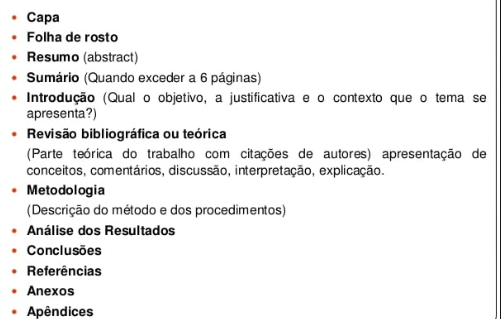 • Capa
• Folha de rosto
• Resumo (abstract)
• Sumário (Quando exceder a 6 páginas)
• Introdução (Qual o objetivo, a justificativa e o contexto que o tema se
apresenta?)
• Revisão bibliográfica ou teórica
(Parte teórica do trabalho com citações de autores) apresentação de
conceitos, comentários, discussão, interpretação, explicação.
• Metodologia
(Descrição do método e dos procedimentos)
• Análise dos Resultados
• Conclusões
• Referências
• Anexos
• Apêndices